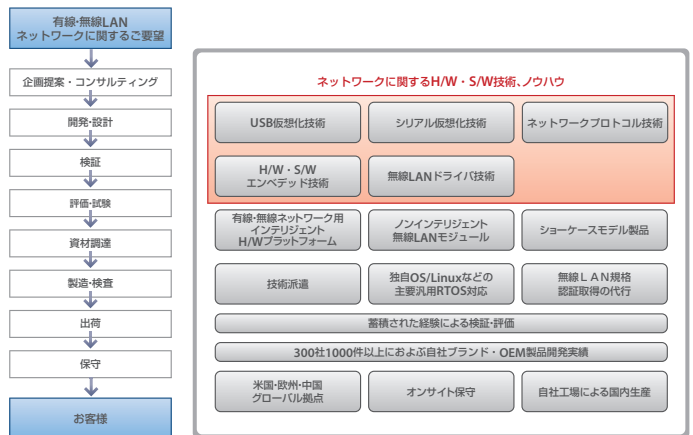 有線・無線LAN
ネットワークに関するご要望
企画提案・コンサルティング
開発・設計
検証
評価・試験
資材調達
製造・検査
出荷
保守
お客様
ネットワークに関するH/W・S/W技術、ノウハウ
USB仮想化技術
シリアル仮想化技術
ネットワークプロトコル技術
H/W・S/W
エンベデッド技術
無線LANドライバ技術
有線・無線ネットワーク用
インテリジェント
H/Wプラットフォーム
ノンインテリジェント
無線LANモジュール
ショーケースモデル製品
技術派遣
独自OS/Linuxなどの
主要汎用RTOS対応
無線ＬＡＮ規格
認証取得の代行
蓄積された経験による検証・評価
300社1000件以上におよぶ自社ブランド・OEM製品開発実績
米国・欧州・中国
グローバル拠点
オンサイト保守
自社工場による国内生産